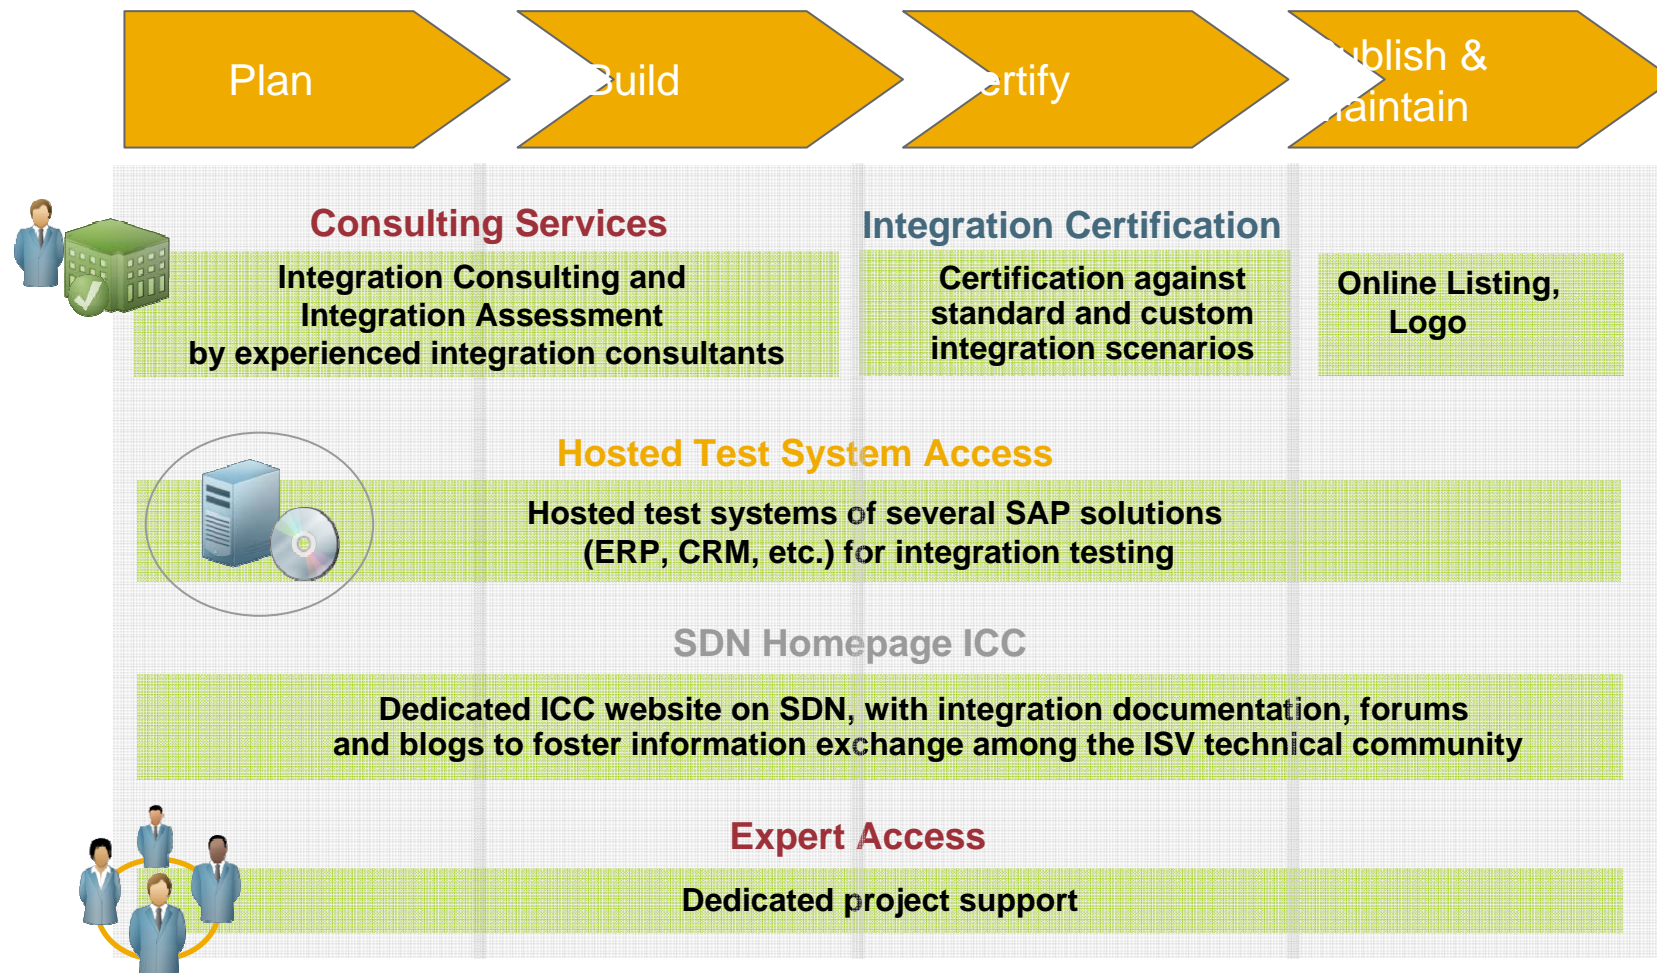 Plan
Build
ertify
ublish &
aintain
Consulting Services
Integration Consulting and
Integration Assessment
by experienced integration consultants
Integration Certification
Certification against
standard and custom
integration scenarios
Online Listing,
Logo
Hosted Test System Access
Hosted test systems of several SAP solutions
(ERP, CRM, etc.) for integration testing
SDN Homepage ICC
Dedicated ICC website on SDN, with integration documentation, forums
and blogs to foster information exchange among the ISV technical community
Expert Access
Dedicated project support